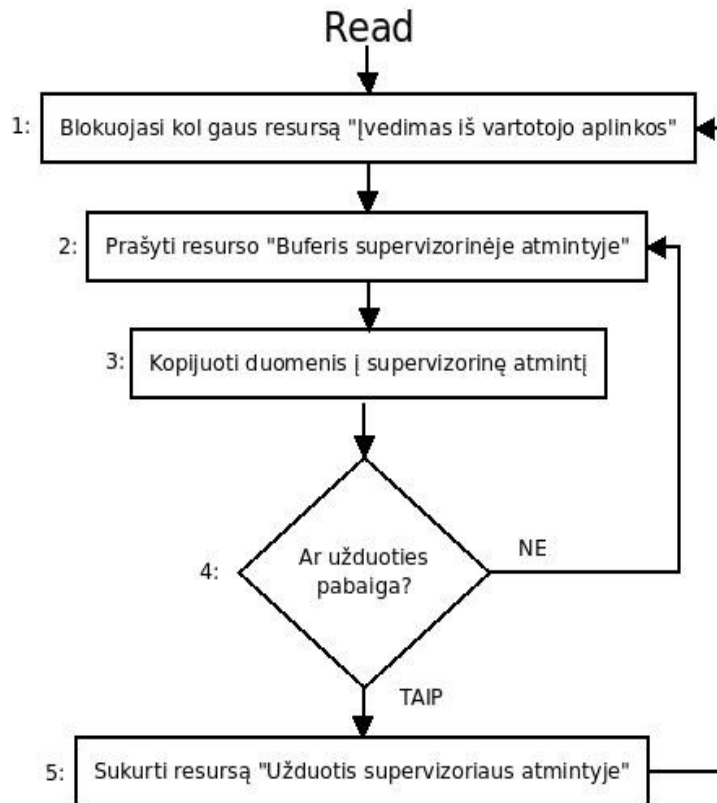 Read
1: Blokuojasi kol gaus resursą "Įvedimas iš vartotojo aplinkos"
2: Prašyti resurso "Buferis supervizorinėje atmintyje"
3: Kopijuoti duomenis į supervizorinę atmintį
4: Ar užduoties
pabaiga?
NE
TAIP
5: Sukurti resursą "Užduotis supervizoriaus atmintyje"